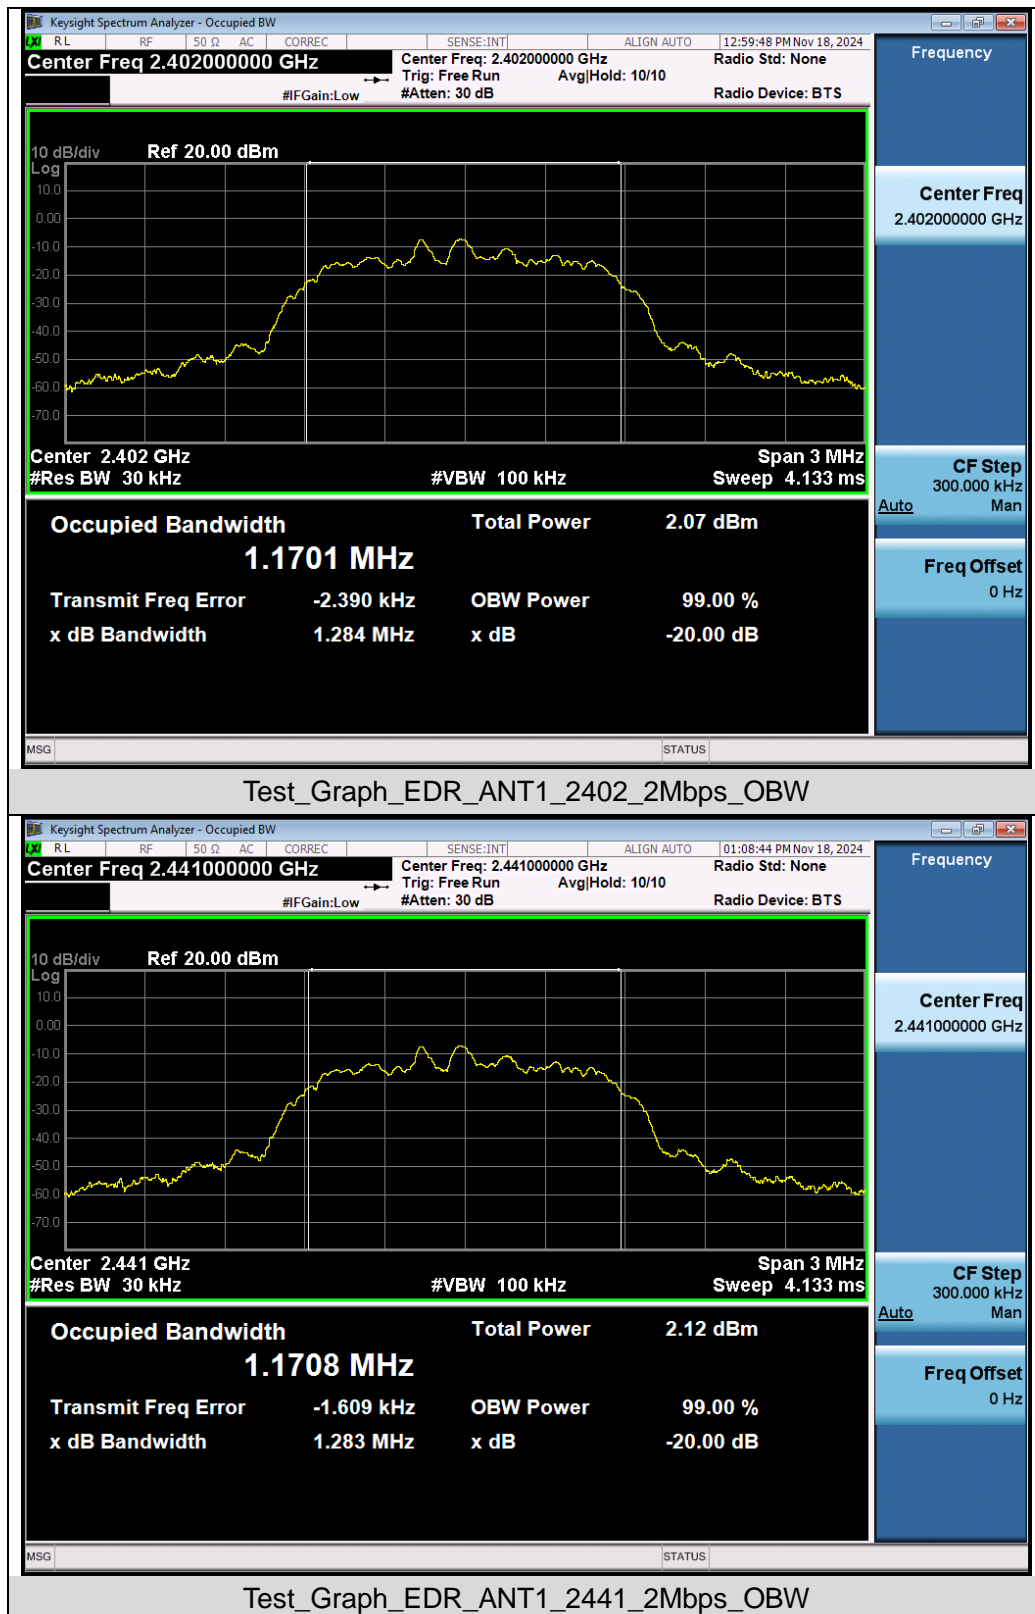 Keysight Spectrum Analyzer - Occupied BW
LXI RL RF 50 Ω AC CORREC SENSE:INT ALIGN AUTO 12:59:48 PM Nov 18, 2024
Center Freq 2.402000000 GHz
Center Freq: 2.402000000 GHz
Radio Std: None
Trig: Free Run Avg|Hold: 10/10
#IFGain:Low
#Atten: 30 dB
Radio Device: BTS
10 dB/div Ref 20.00 dBm
Log
10.0
0.00
-10.0
-20.0
-30.0
-40.0
-50.0
-60.0
-70.0
Center 2.402 GHz
Span 3 MHz
#Res BW 30 kHz
#VBW 100 kHz
Sweep 4.133 ms
Occupied Bandwidth
Total Power 2.07 dBm
1.1701 MHz
Transmit Freq Error -2.390 kHz
OBW Power 99.00 %
x dB Bandwidth 1.284 MHz
x dB -20.00 dB
MSG
STATUS
Frequency
Center Freq
2.402000000 GHz
CF Step
300.000 kHz
Auto Man
Freq Offset
0 Hz
Test_Graph_EDR_ANT1_2402_2Mbps_OBW
Keysight Spectrum Analyzer - Occupied BW
LXI RL RF 50 Ω AC CORREC SENSE:INT ALIGN AUTO 01:08:44 PM Nov 18, 2024
Center Freq 2.441000000 GHz
Center Freq: 2.441000000 GHz
Radio Std: None
Trig: Free Run Avg|Hold: 10/10
#IFGain:Low
#Atten: 30 dB
Radio Device: BTS
10 dB/div Ref 20.00 dBm
Log
10.0
0.00
-10.0
-20.0
-30.0
-40.0
-50.0
-60.0
-70.0
Center 2.441 GHz
Span 3 MHz
#Res BW 30 kHz
#VBW 100 kHz
Sweep 4.133 ms
Occupied Bandwidth
Total Power 2.12 dBm
1.1708 MHz
Transmit Freq Error -1.609 kHz
OBW Power 99.00 %
x dB Bandwidth 1.283 MHz
x dB -20.00 dB
MSG
STATUS
Frequency
Center Freq
2.441000000 GHz
CF Step
300.000 kHz
Auto Man
Freq Offset
0 Hz
Test_Graph_EDR_ANT1_2441_2Mbps_OBW